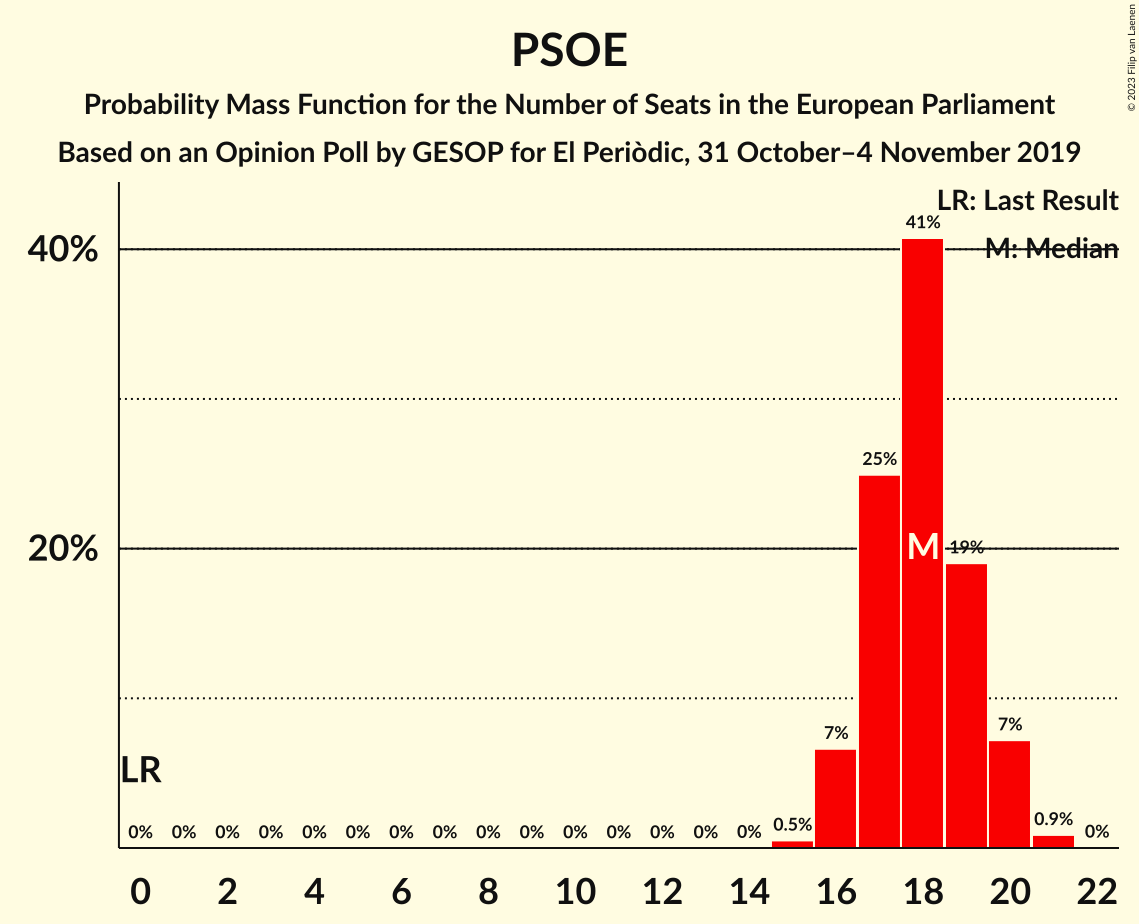 © 2023 Filip van Laenen
PSOE
Probability Mass Function for the Number of Seats in the European Parliament
Based on an Opinion Poll by GESOP for El Periòdic, 31 October–4 November 2019
LR: Last Result
M: Median
41%
40%
25%
20%
M
19%
7%
7%
LR
0% 0% 0% 0% 0% 0% 0% 0% 0% 0% 0% 0% 0% 0% 0% 0.5% 0.9% 0%
0 2 4 6 8 10 12 14 16 18 20 22